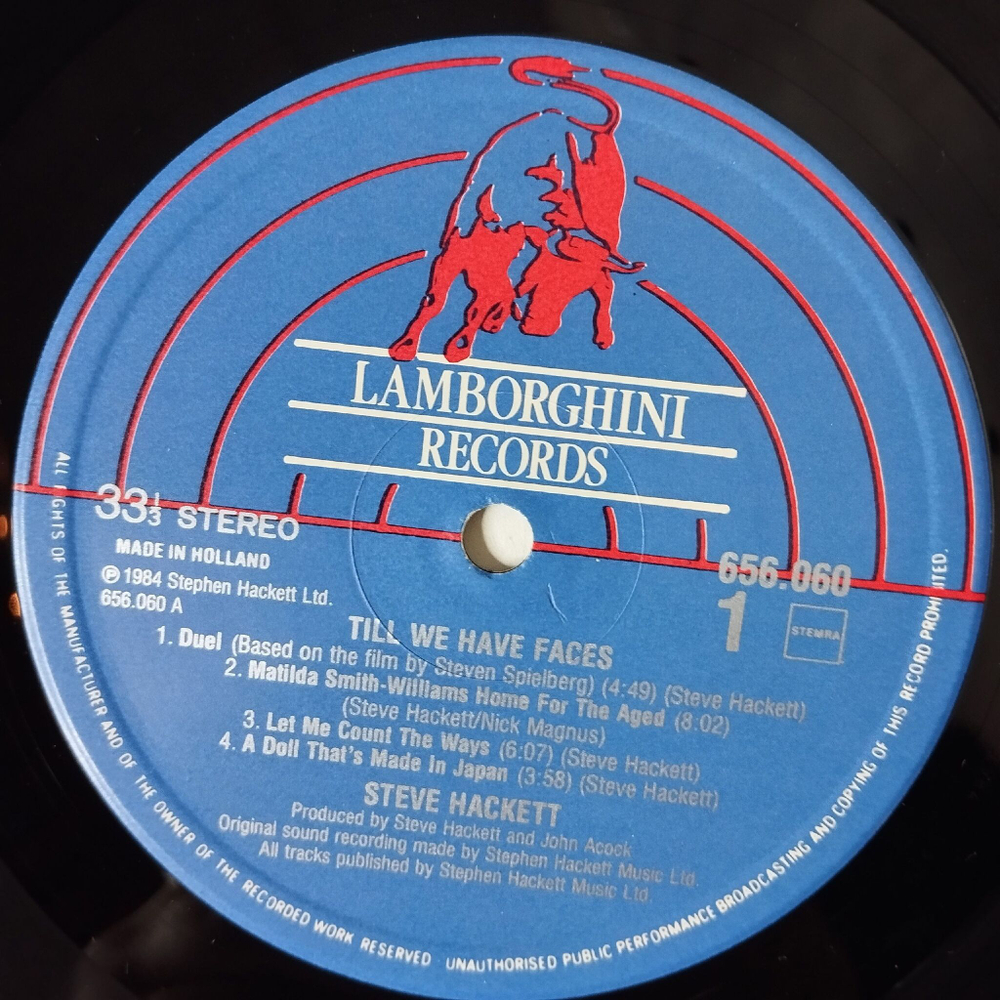 LAMBORGHINI
RECORDS
33⅓ STEREO
MADE IN HOLLAND
℗ 1984 Stephen Hackett Ltd.
656.060 A
656.060
1
STEMRA
TILL WE HAVE FACES
1. Duel (Based on the film by Steven Spielberg) (4:49) (Steve Hackett)
2. Matilda Smith-Williams Home For The Aged (8:02)
(Steve Hackett/Nick Magnus)
3. Let Me Count The Ways (6:07) (Steve Hackett)
4. A Doll That's Made In Japan (3:58) (Steve Hackett)
STEVE HACKETT
Produced by Steve Hackett and John Acock
Original sound recording made by Stephen Hackett Music Ltd.
All tracks published by Stephen Hackett Music Ltd.
ALL RIGHTS OF THE MANUFACTURER AND OF THE OWNER OF THE RECORDED WORK RESERVED UNAUTHORISED PUBLIC PERFORMANCE BROADCASTING AND COPYING OF THIS RECORD PROHIBITED.